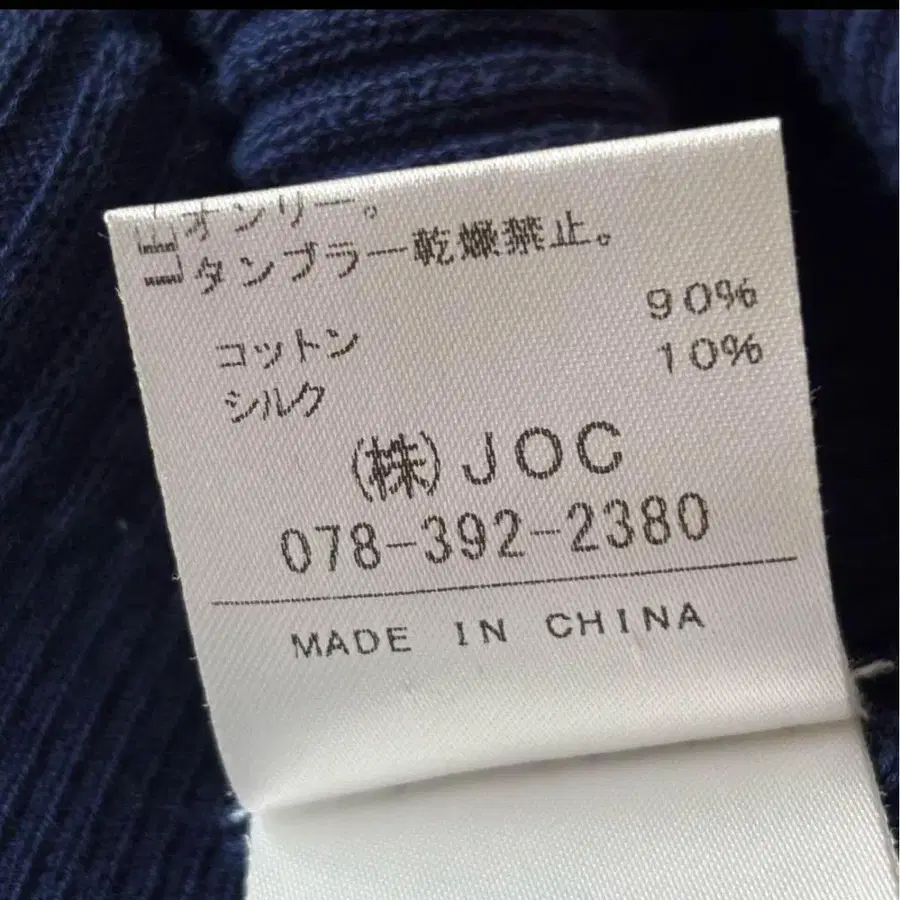 オンリー。
タンブラー乾燥禁止。
コットン 90%
シルク 10%
(株)JOC
078-392-2380
MADE IN CHINA